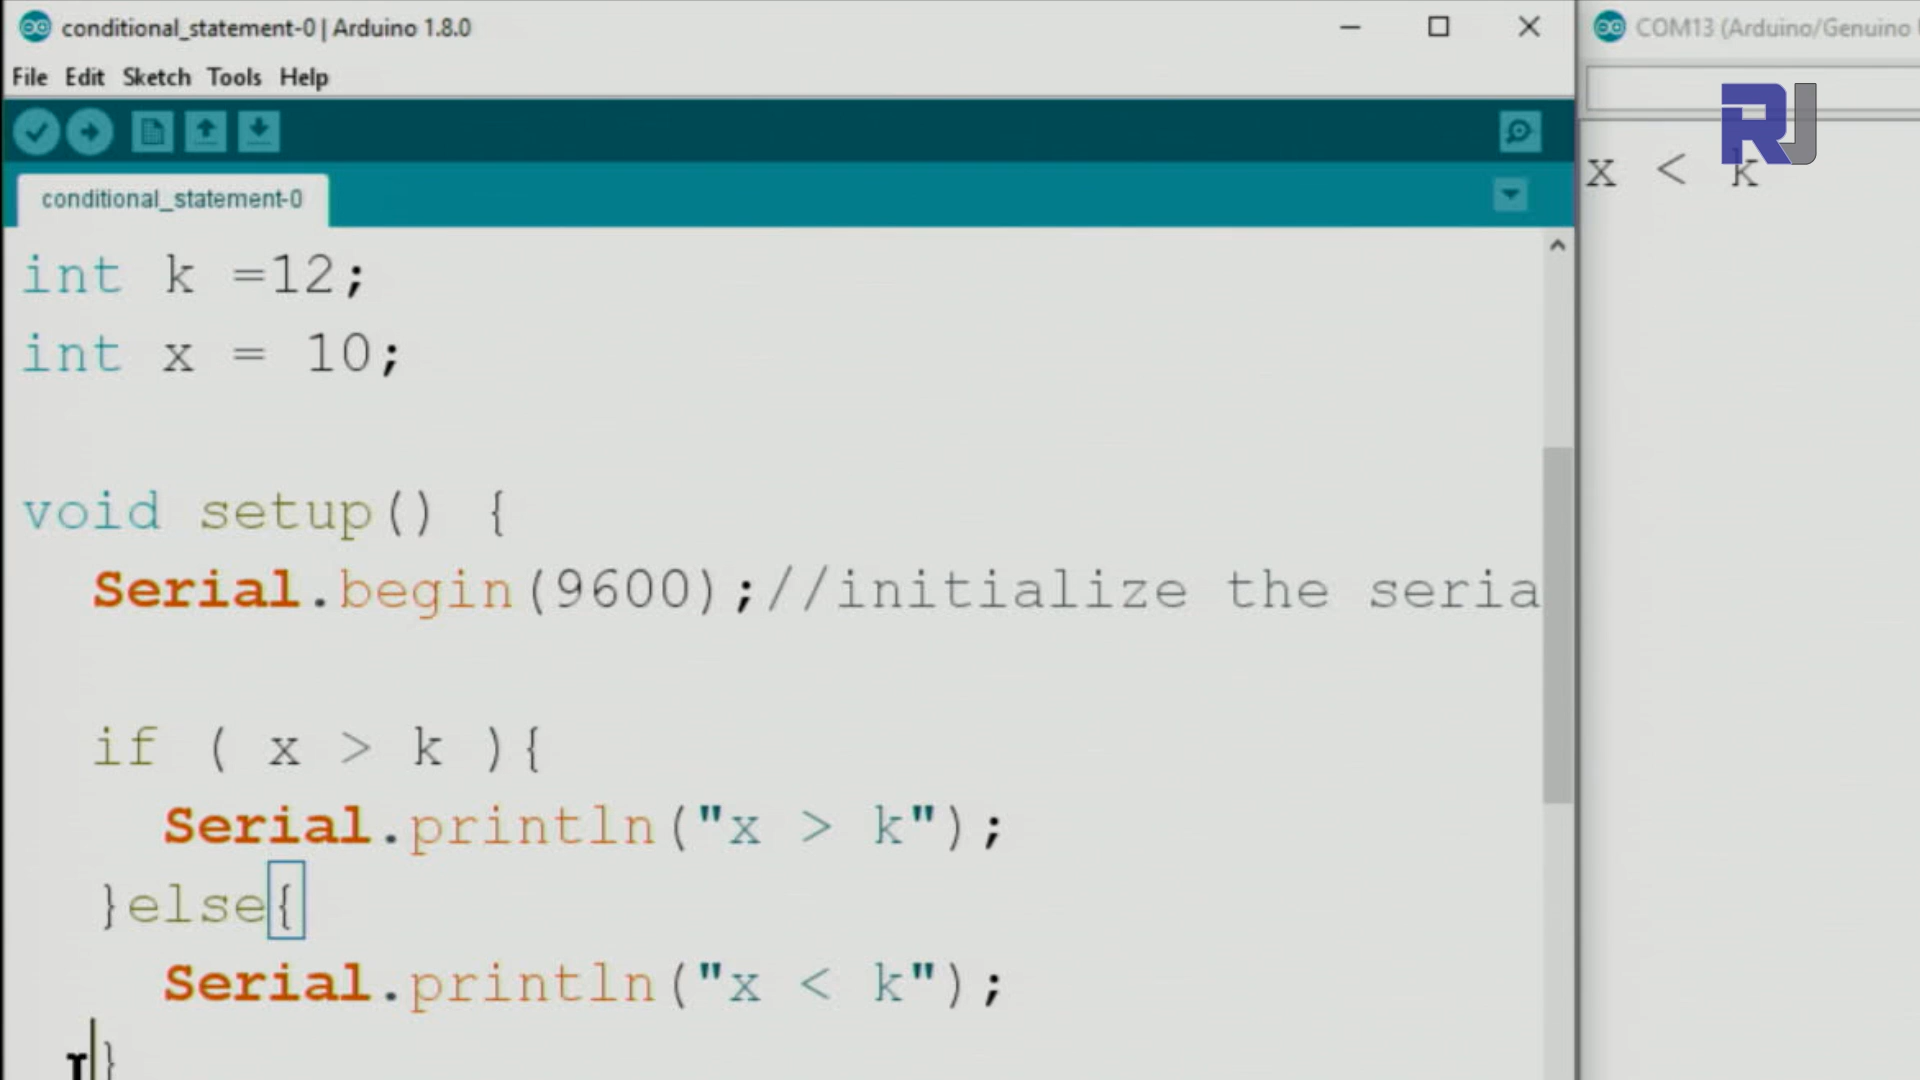 conditional_statement-0 | Arduino 1.8.0
File Edit Sketch Tools Help
conditional_statement-0
int k =12;
int x = 10;
void setup() {
Serial.begin(9600);//initialize the seria
if ( x > k ){
Serial.println("x > k");
}else{
Serial.println("x < k");
}
COM13 (Arduino/Genuino
RJ
x < k